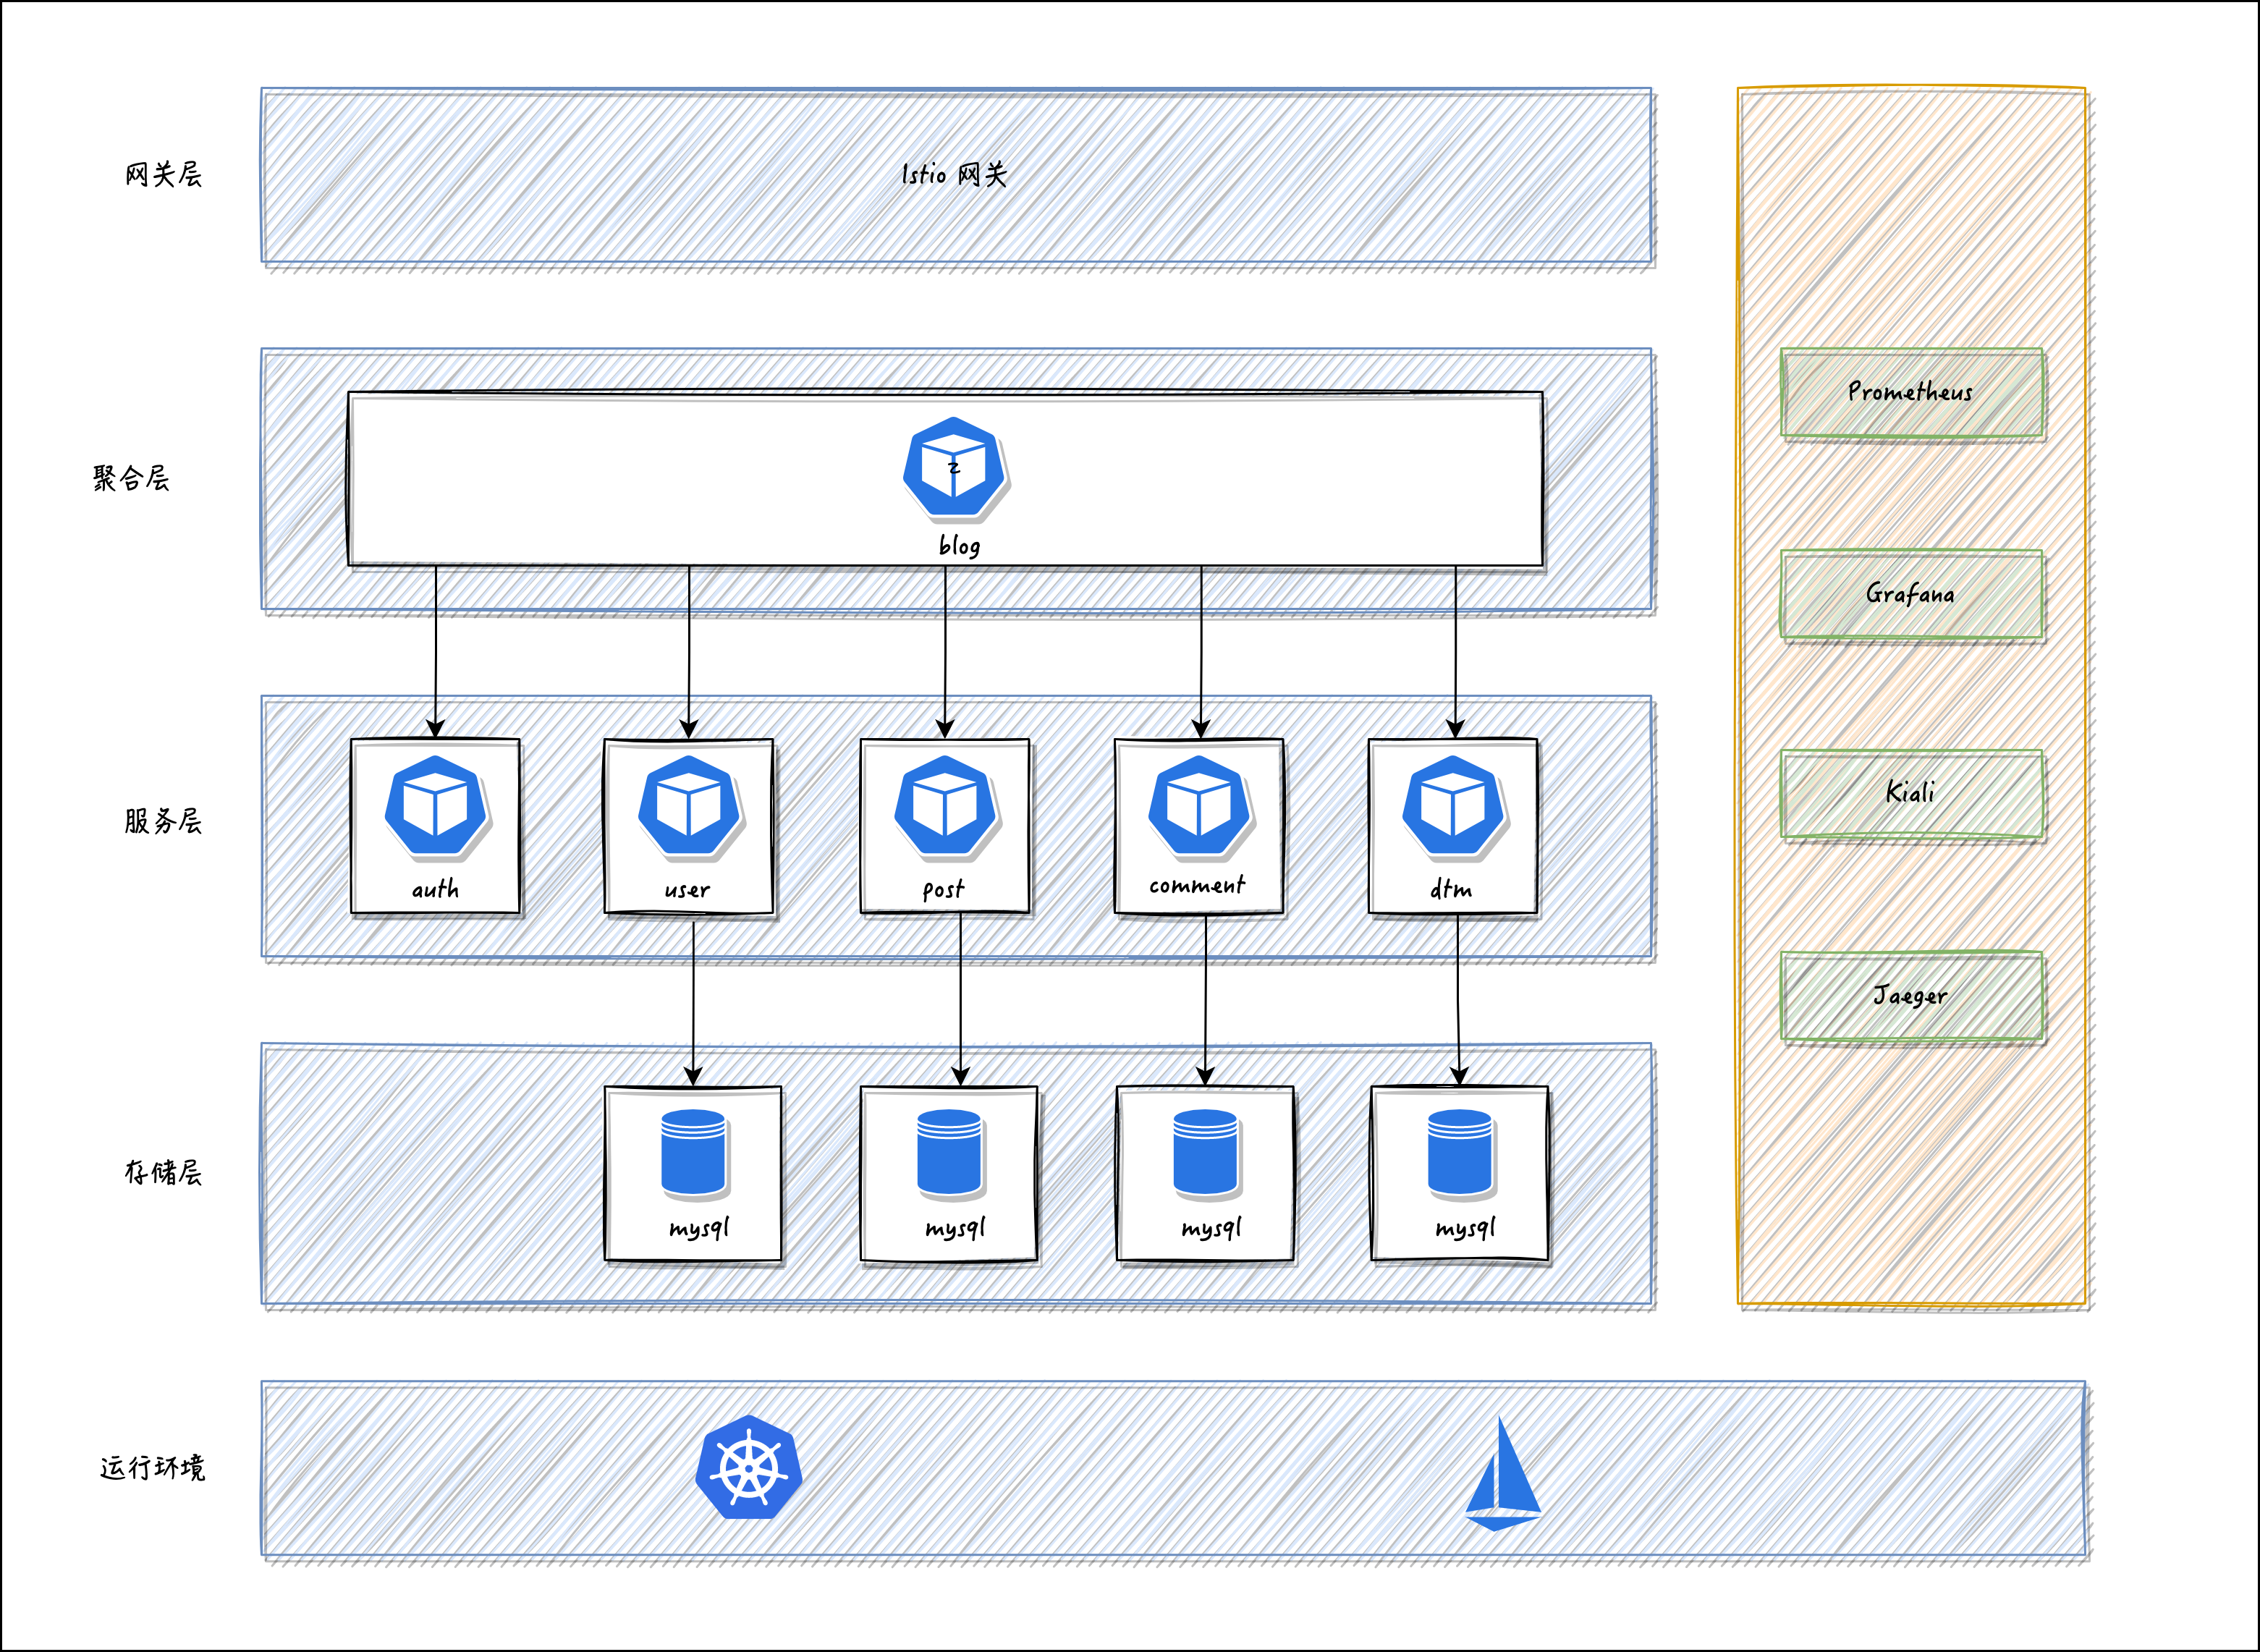 网关层
Istio 网关
聚合层
z
blog
服务层
auth
user
post
comment
dtm
存储层
mysql
mysql
mysql
mysql
运行环境
Prometheus
Grafana
Kiali
Jaeger